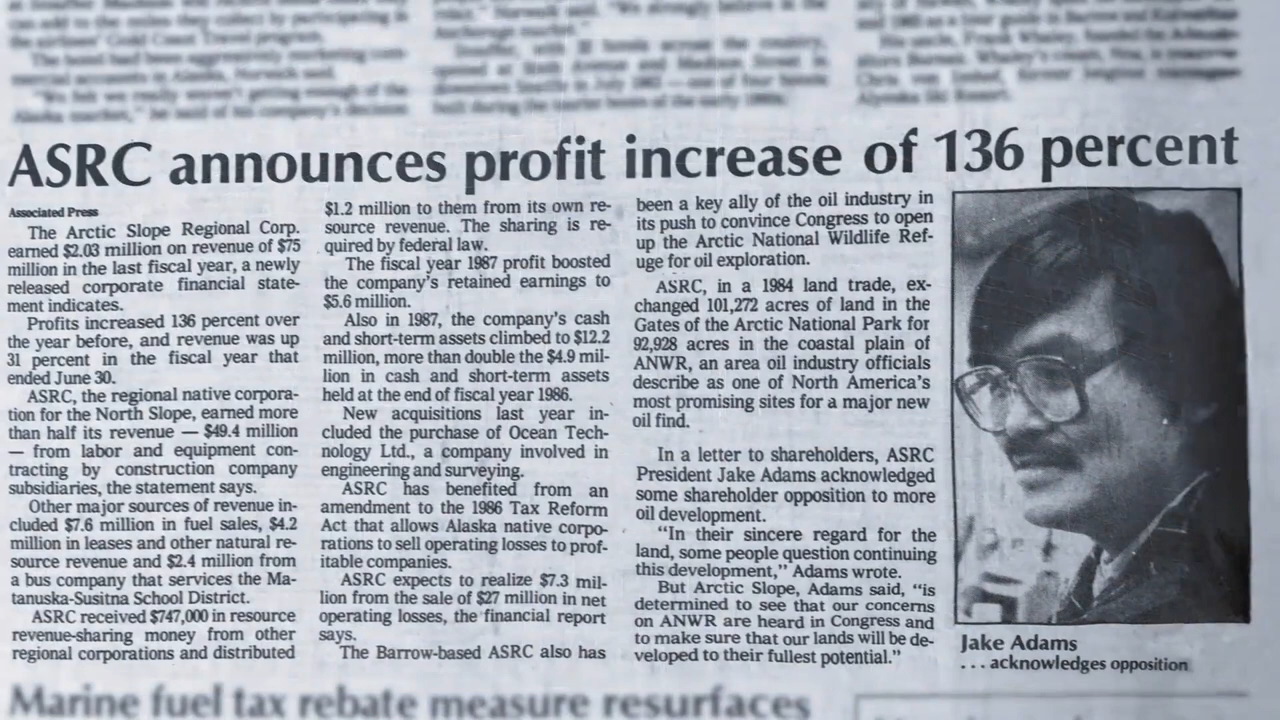 ASRC announces profit increase of 136 percent
Associated Press
The Arctic Slope Regional Corp.
earned $2.03 million on revenue of $75
million in the last fiscal year, a newly
released corporate financial state-
ment indicates.
Profits increased 136 percent over
the year before, and revenue was up
31 percent in the fiscal year that
ended June 30.
ASRC, the regional native corpora-
tion for the North Slope, earned more
than half its revenue — $49.4 million
— from labor and equipment con-
tracting by construction company
subsidiaries, the statement says.
Other major sources of revenue in-
cluded $7.6 million in fuel sales, $4.2
million in leases and other natural re-
source revenue and $2.4 million from
a bus company that services the Ma-
tanuska-Susitna School District.
ASRC received $747,000 in resource
revenue-sharing money from other
regional corporations and distributed
$1.2 million to them from its own re-
source revenue. The sharing is re-
quired by federal law.
The fiscal year 1987 profit boosted
the company's retained earnings to
$5.6 million.
Also in 1987, the company's cash
and short-term assets climbed to $12.2
million, more than double the $4.9 mil-
lion in cash and short-term assets
held at the end of fiscal year 1986.
New acquisitions last year in-
cluded the purchase of Ocean Tech-
nology Ltd., a company involved in
engineering and surveying.
ASRC has benefited from an
amendment to the 1986 Tax Reform
Act that allows Alaska native corpo-
rations to sell operating losses to prof-
itable companies.
ASRC expects to realize $7.3 mil-
lion from the sale of $27 million in net
operating losses, the financial report
says.
The Barrow-based ASRC also has
been a key ally of the oil industry in
its push to convince Congress to open
up the Arctic National Wildlife Ref-
uge for oil exploration.
ASRC, in a 1984 land trade, ex-
changed 101,272 acres of land in the
Gates of the Arctic National Park for
92,928 acres in the coastal plain of
ANWR, an area oil industry officials
describe as one of North America's
most promising sites for a major new
oil find.
In a letter to shareholders, ASRC
President Jake Adams acknowledged
some shareholder opposition to more
oil development.
"In their sincere regard for the
land, some people question continuing
this development," Adams wrote.
But Arctic Slope, Adams said, "is
determined to see that our concerns
on ANWR are heard in Congress and
to make sure that our lands will be de-
veloped to their fullest potential."
Jake Adams
. . . acknowledges opposition
Marine fuel tax rebate measure resurfaces